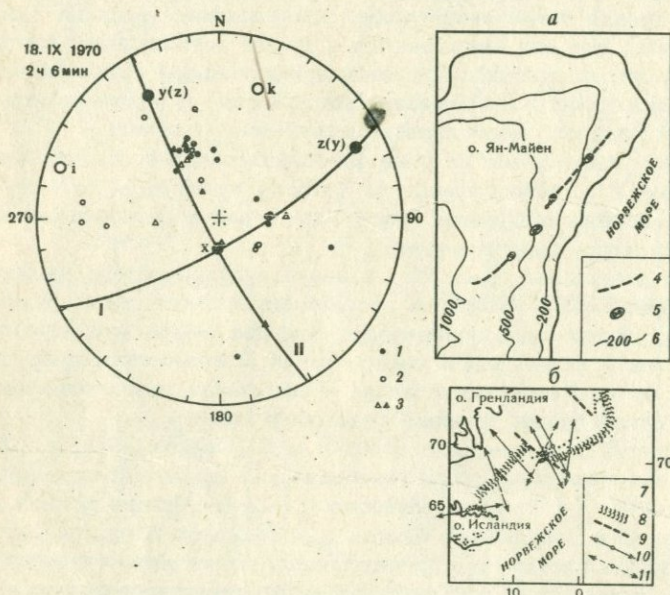 18. IX 1970
2 ч 6 мин
N
y(z)
k
z(y)
i
270
90
x
I
II
180
1
2
3
а
о. Ян-Майен
НОРВЕЖСКОЕ
МОРЕ
1000
500
200
4
5
200
6
б
о. Гренландия
70
70
65
о. Исландия
НОРВЕЖСКОЕ
МОРЕ
7
8
9
10
11
10
0